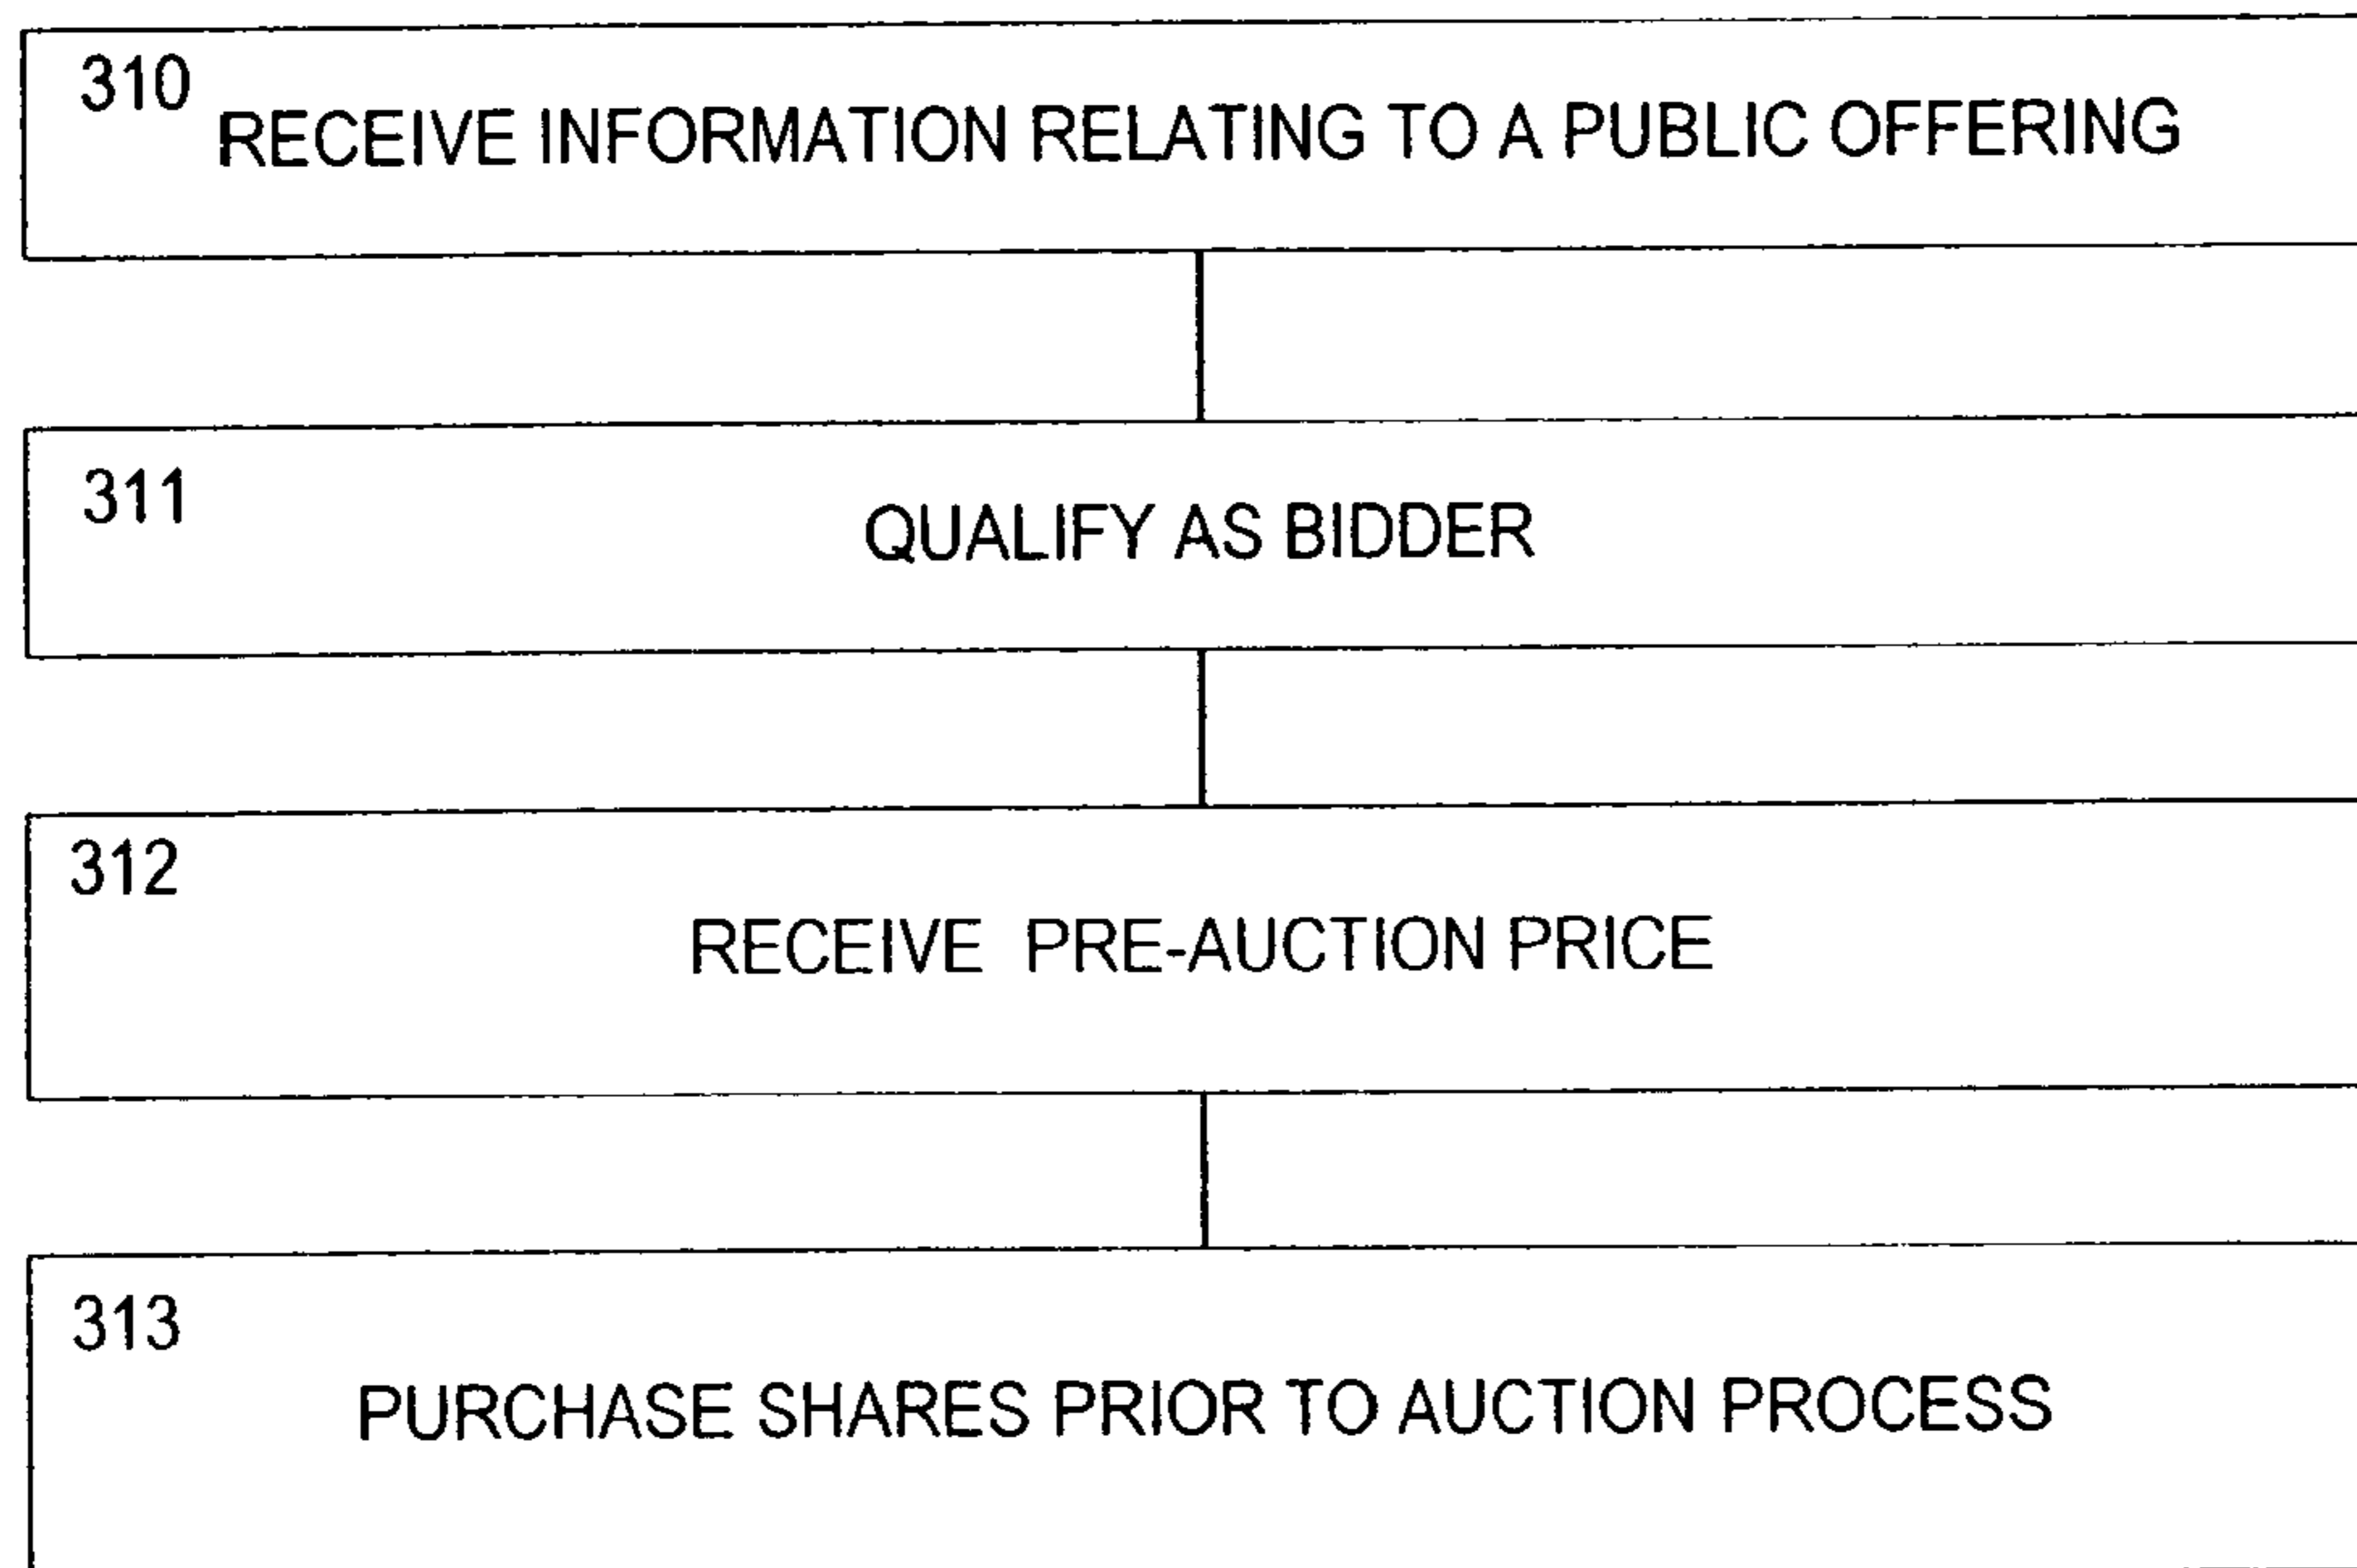 310
RECEIVE INFORMATION RELATING TO A PUBLIC OFFERING
311
QUALIFY AS BIDDER
312
RECEIVE PRE-AUCTION PRICE
313
PURCHASE SHARES PRIOR TO AUCTION PROCESS